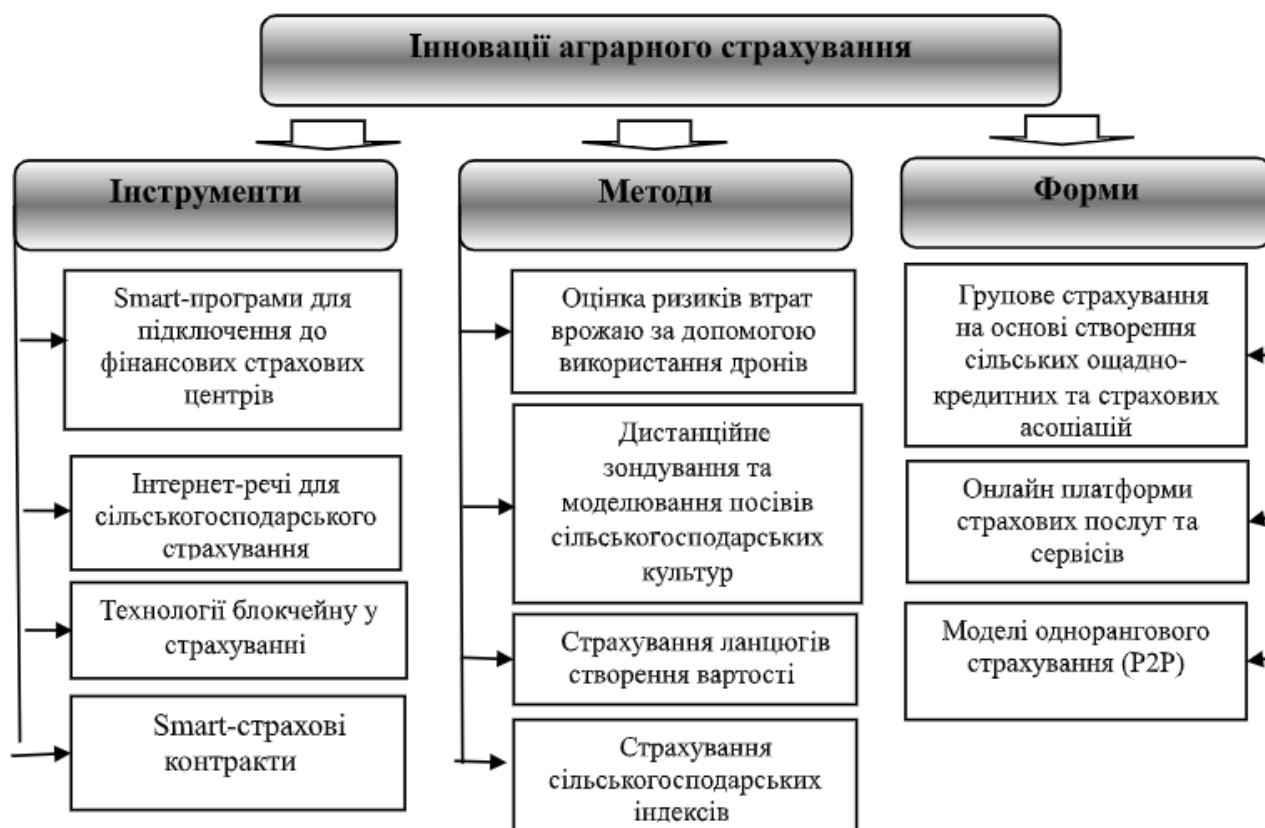 Інновації аграрного страхування
Інструменти
Smart-програми для
підключення до
фінансових страхових
центрів
Інтернет-речі для
сільськогосподарського
страхування
Технології блокчейну у
страхуванні
Smart-страхові
контракти
Методи
Оцінка ризиків втрат
врожаю за допомогою
використання дронів
Дистанційне
зондування та
моделювання посівів
сільськогосподарських
культур
Страхування ланцюгів
створення вартості
Страхування
сільськогосподарських
індексів
Форми
Групове страхування
на основі створення
сільських ощадно-
кредитних та страхових
асоціацій
Онлайн платформи
страхових послуг та
сервісів
Моделі однорангового
страхування (P2P)